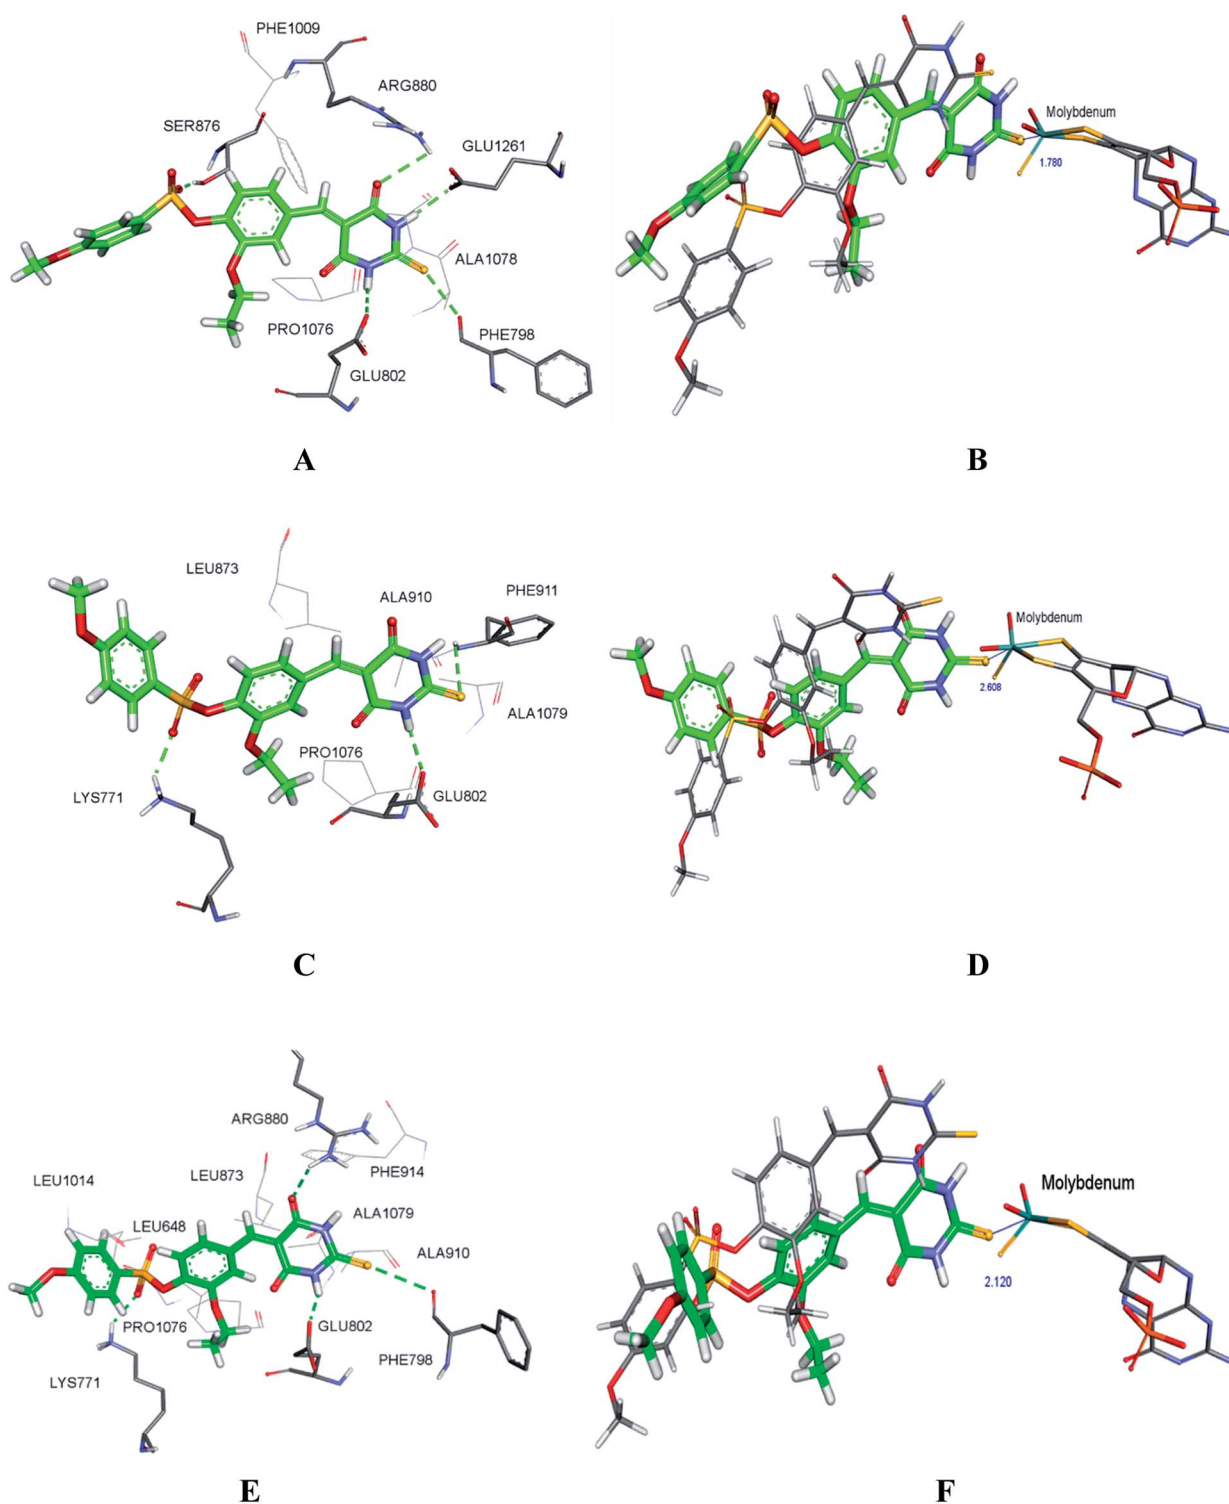 PHE1009
ARG880
SER876
GLU1261
ALA1078
PRO1076
PHE798
GLU802
A
Molybdenum
1.780
B
LEU873
ALA910
PHE911
ALA1079
PRO1076
LYS771
GLU802
C
Molybdenum
2.608
D
ARG880
PHE914
LEU1014
LEU873
LEU648
ALA1079
ALA910
PRO1076
GLU802
LYS771
PHE798
E
Molybdenum
2.120
F